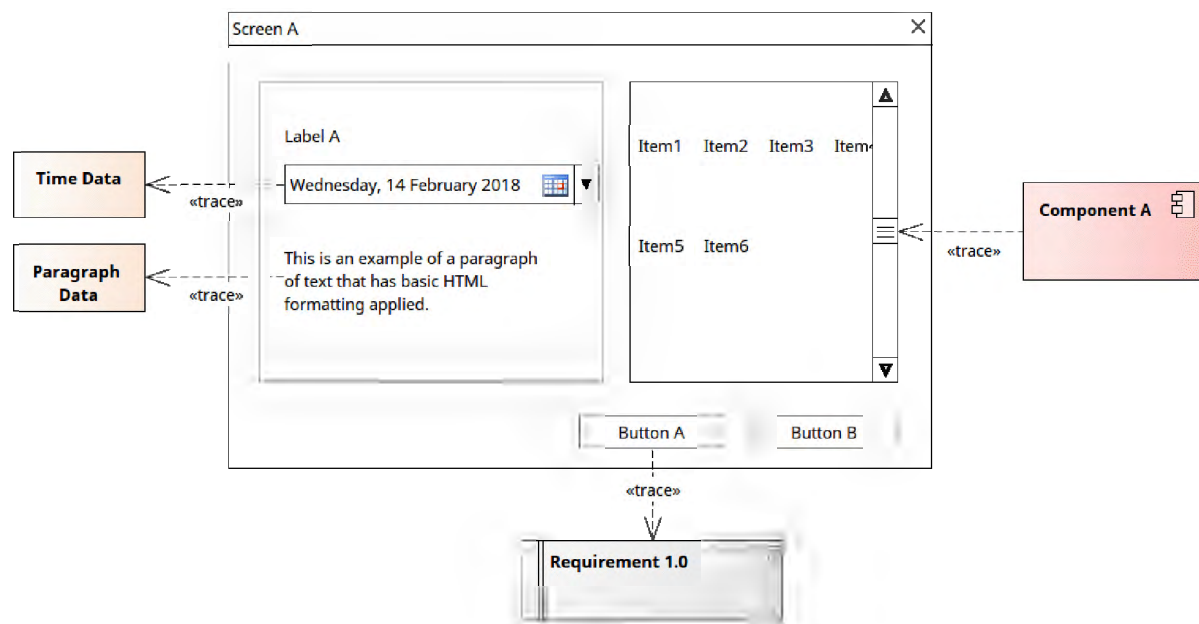 Screen A
Label A
Wednesday, 14 February 2018
This is an example of a paragraph
of text that has basic HTML
formatting applied.
Item1 Item2 Item3 Item4
Item5 Item6
Button A Button B
Time Data
«trace»
Paragraph
Data
«trace»
Component A
«trace»
«trace»
Requirement 1.0